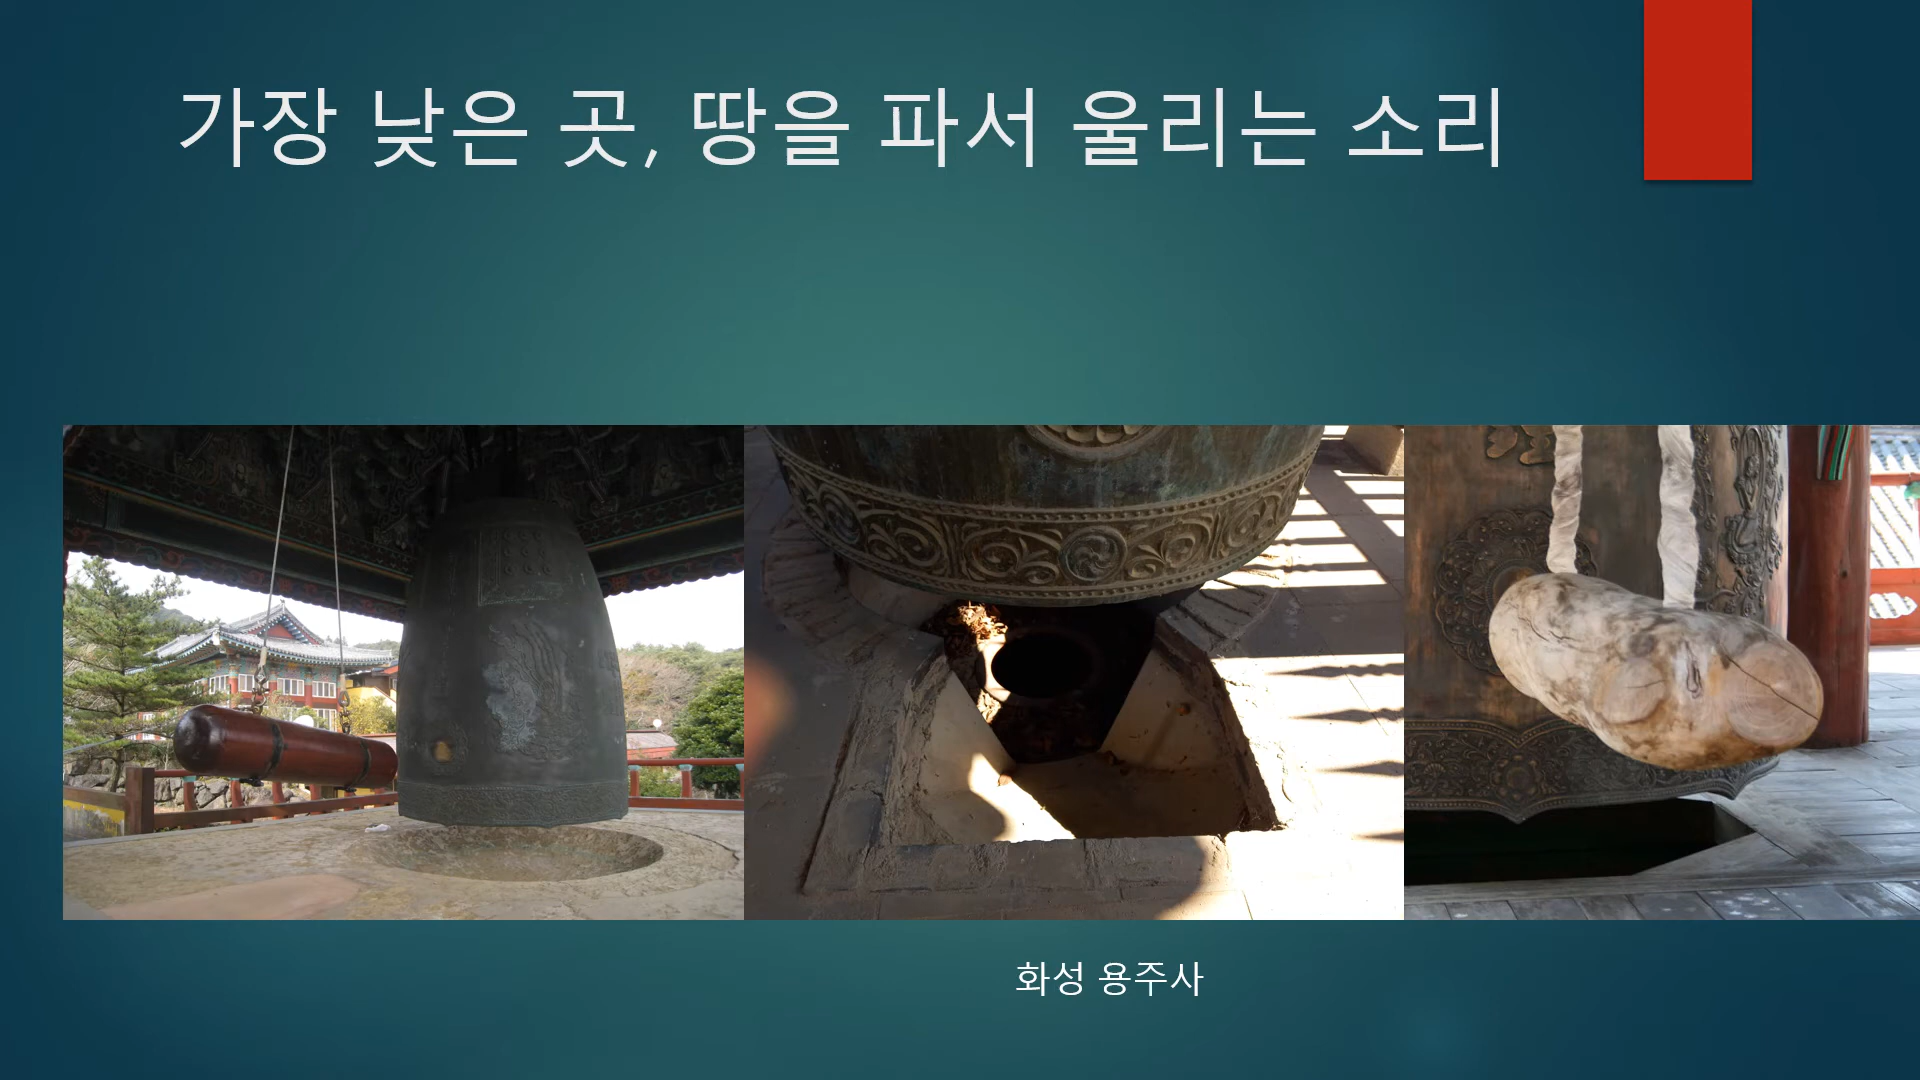 가장 낮은 곳, 땅을 파서 울리는 소리
화성 용주사